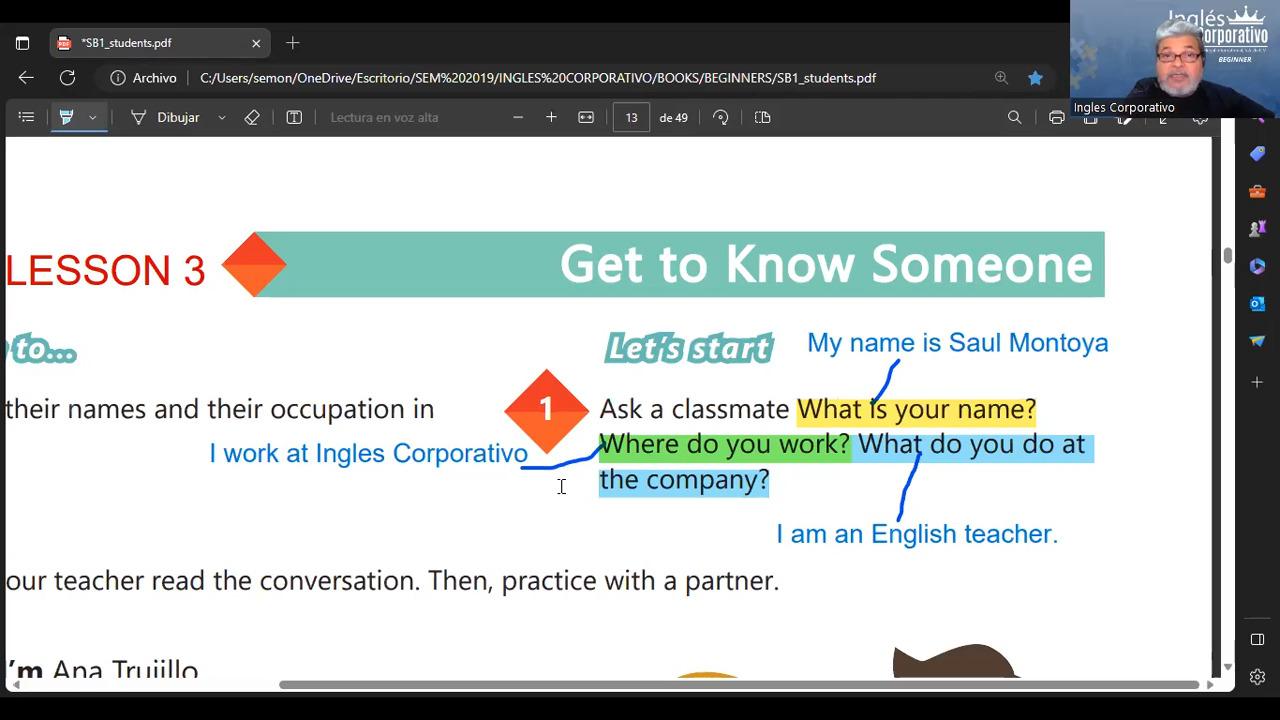 *SB1_students.pdf
Inglés
Corporativo
BEGINNER
Ingles Corporativo
Archivo
C:/Users/semon/OneDrive/Escritorio/SEM%202019/INGLES%20CORPORATIVO/BOOKS/BEGINNERS/SB1_students.pdf
Dibujar
Lectura en voz alta
13
de 49
LESSON 3
Get to Know Someone
to...
Let's start
My name is Saul Montoya
their names and their occupation in
1
Ask a classmate What is your name?
I work at Ingles Corporativo
Where do you work? What do you do at
the company?
I am an English teacher.
our teacher read the conversation. Then, practice with a partner.
'm Ana Trujillo